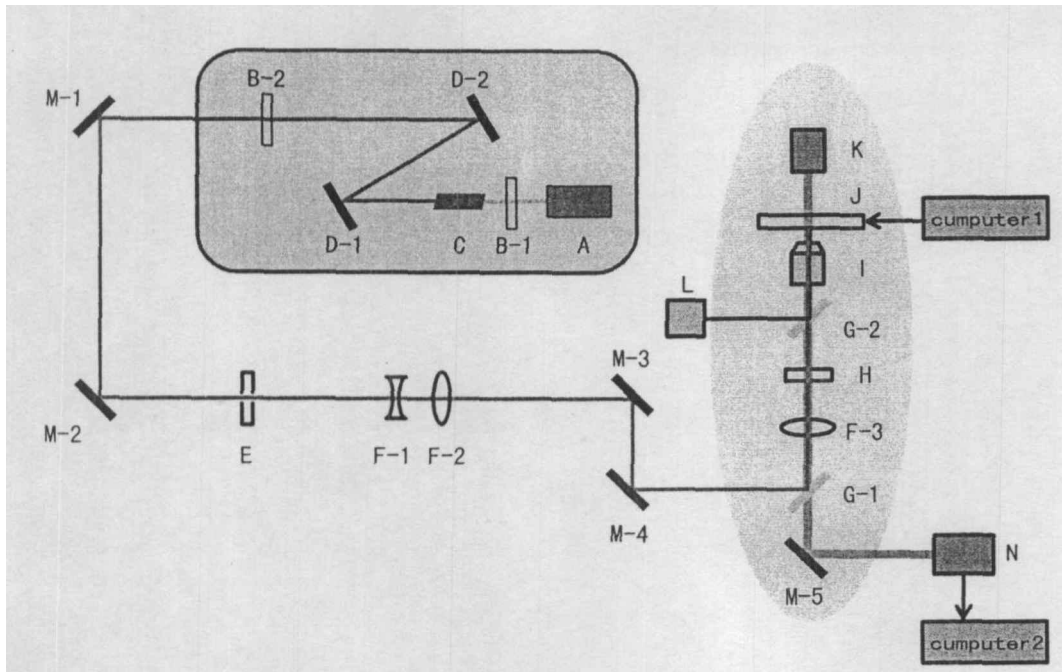 B-2
D-2
M-1
K
J
cumputer1
D-1
C
B-1
A
I
L
G-2
M-3
H
M-2
E
F-1
F-2
F-3
M-4
G-1
M-5
N
cumputer2